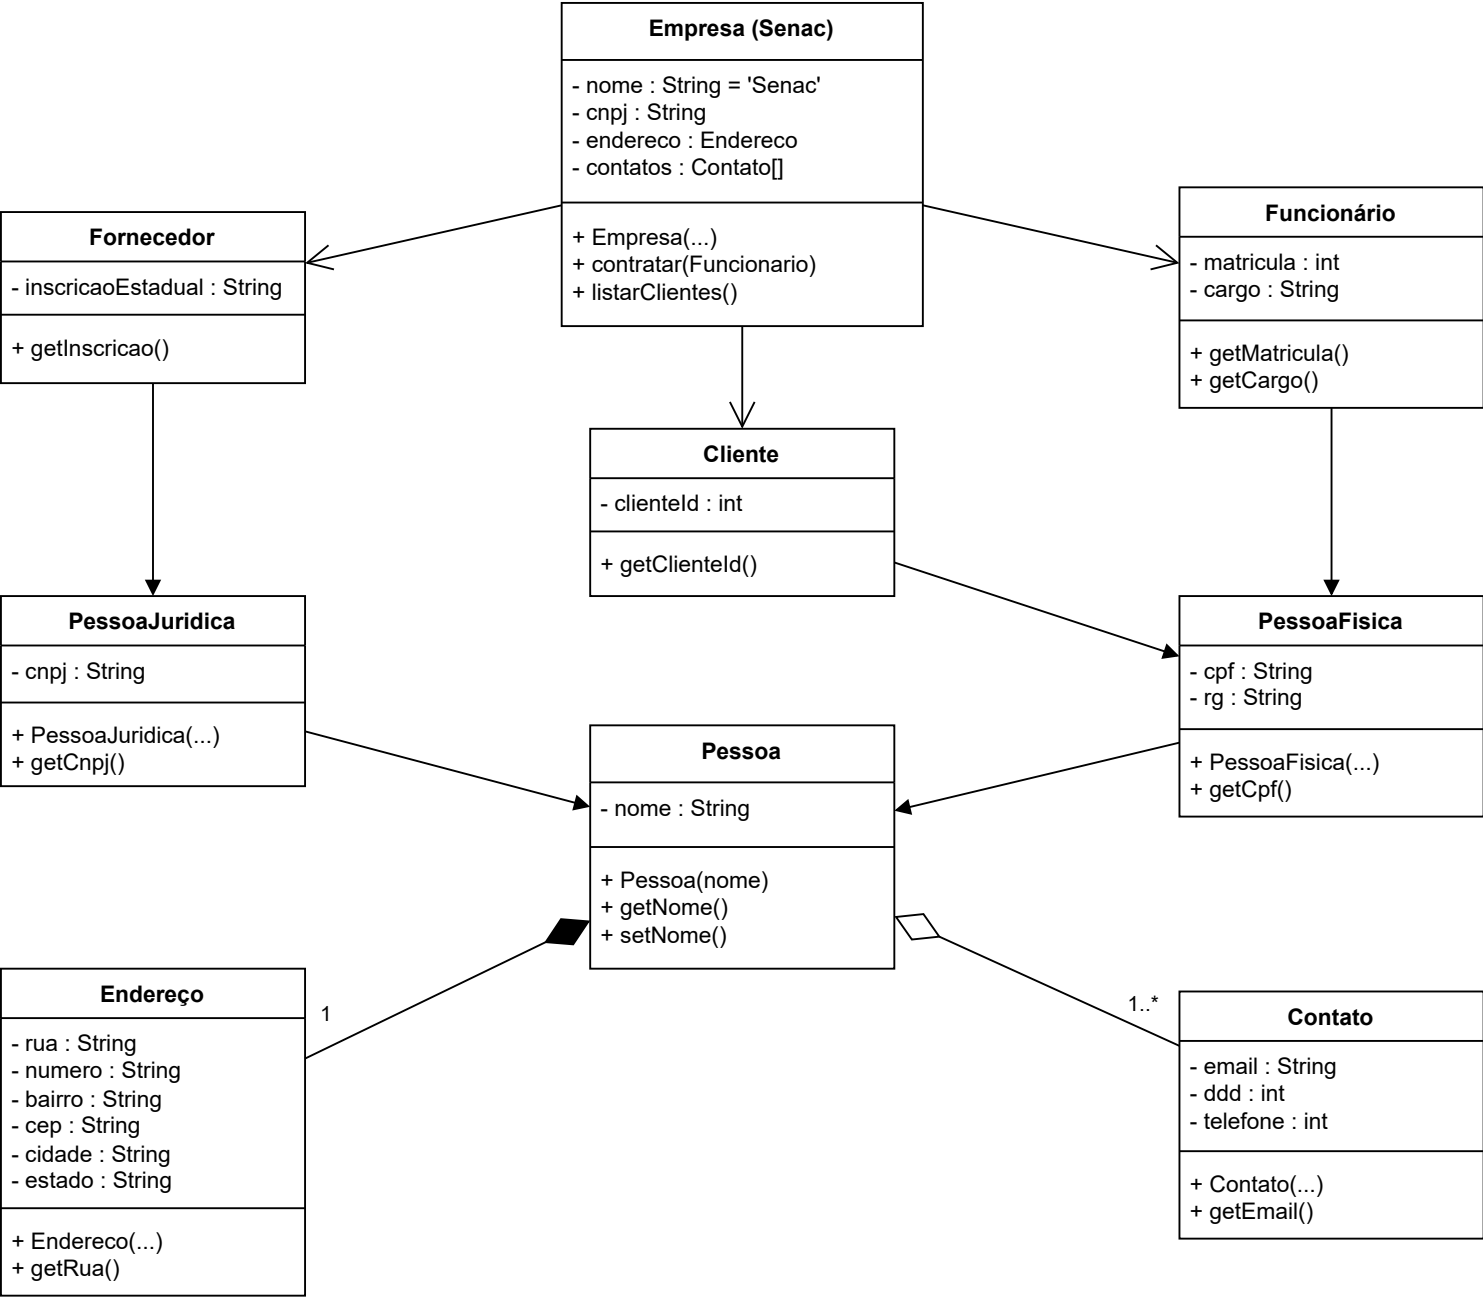 Empresa (Senac)
- nome : String = 'Senac'
- cnpj : String
- endereco : Endereco
- contatos : Contato[]
+ Empresa(...)
+ contratar(Funcionario)
+ listarClientes()
Fornecedor
- inscricaoEstadual : String
+ getInscricao()
Funcionário
- matricula : int
- cargo : String
+ getMatricula()
+ getCargo()
Cliente
- clienteId : int
+ getClienteId()
PessoaJuridica
- cnpj : String
+ PessoaJuridica(...)
+ getCnpj()
PessoaFisica
- cpf : String
- rg : String
+ PessoaFisica(...)
+ getCpf()
Pessoa
- nome : String
+ Pessoa(nome)
+ getNome()
+ setNome()
Endereço
- rua : String
- numero : String
- bairro : String
- cep : String
- cidade : String
- estado : String
+ Endereco(...)
+ getRua()
1
1..*
Contato
- email : String
- ddd : int
- telefone : int
+ Contato(...)
+ getEmail()